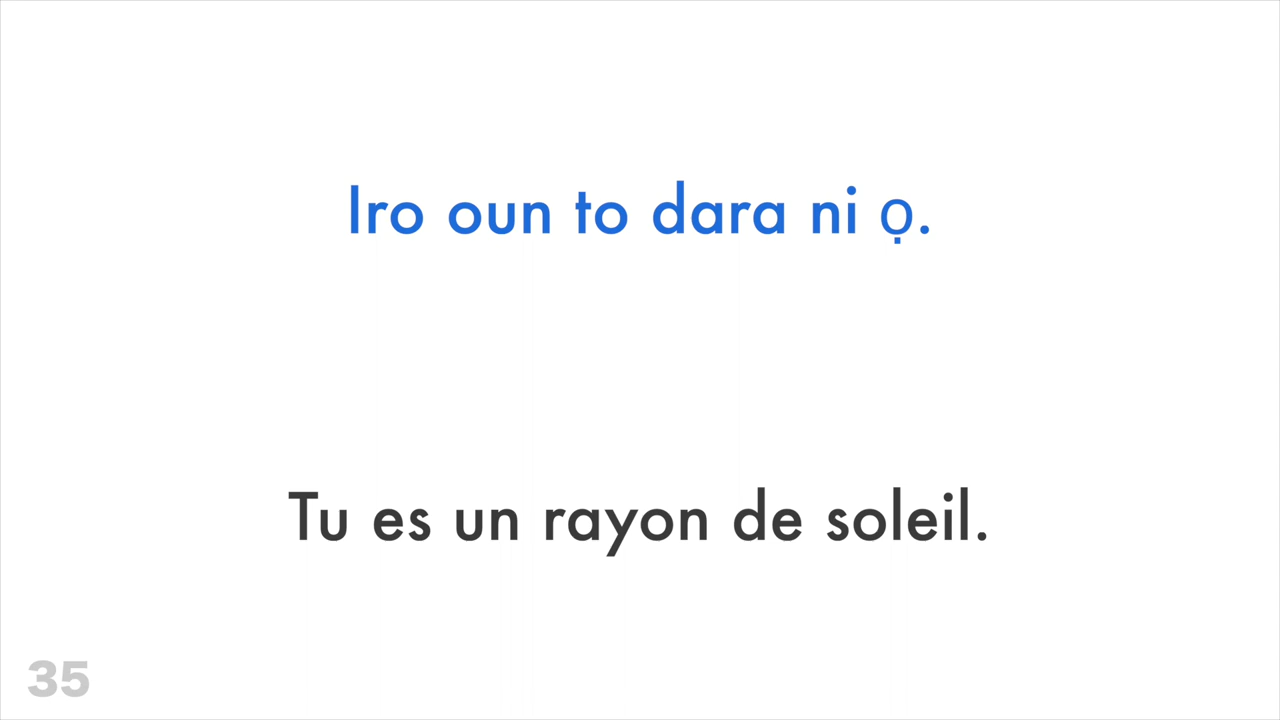 Iro oun to dara ni ọ.
Tu es un rayon de soleil.
35